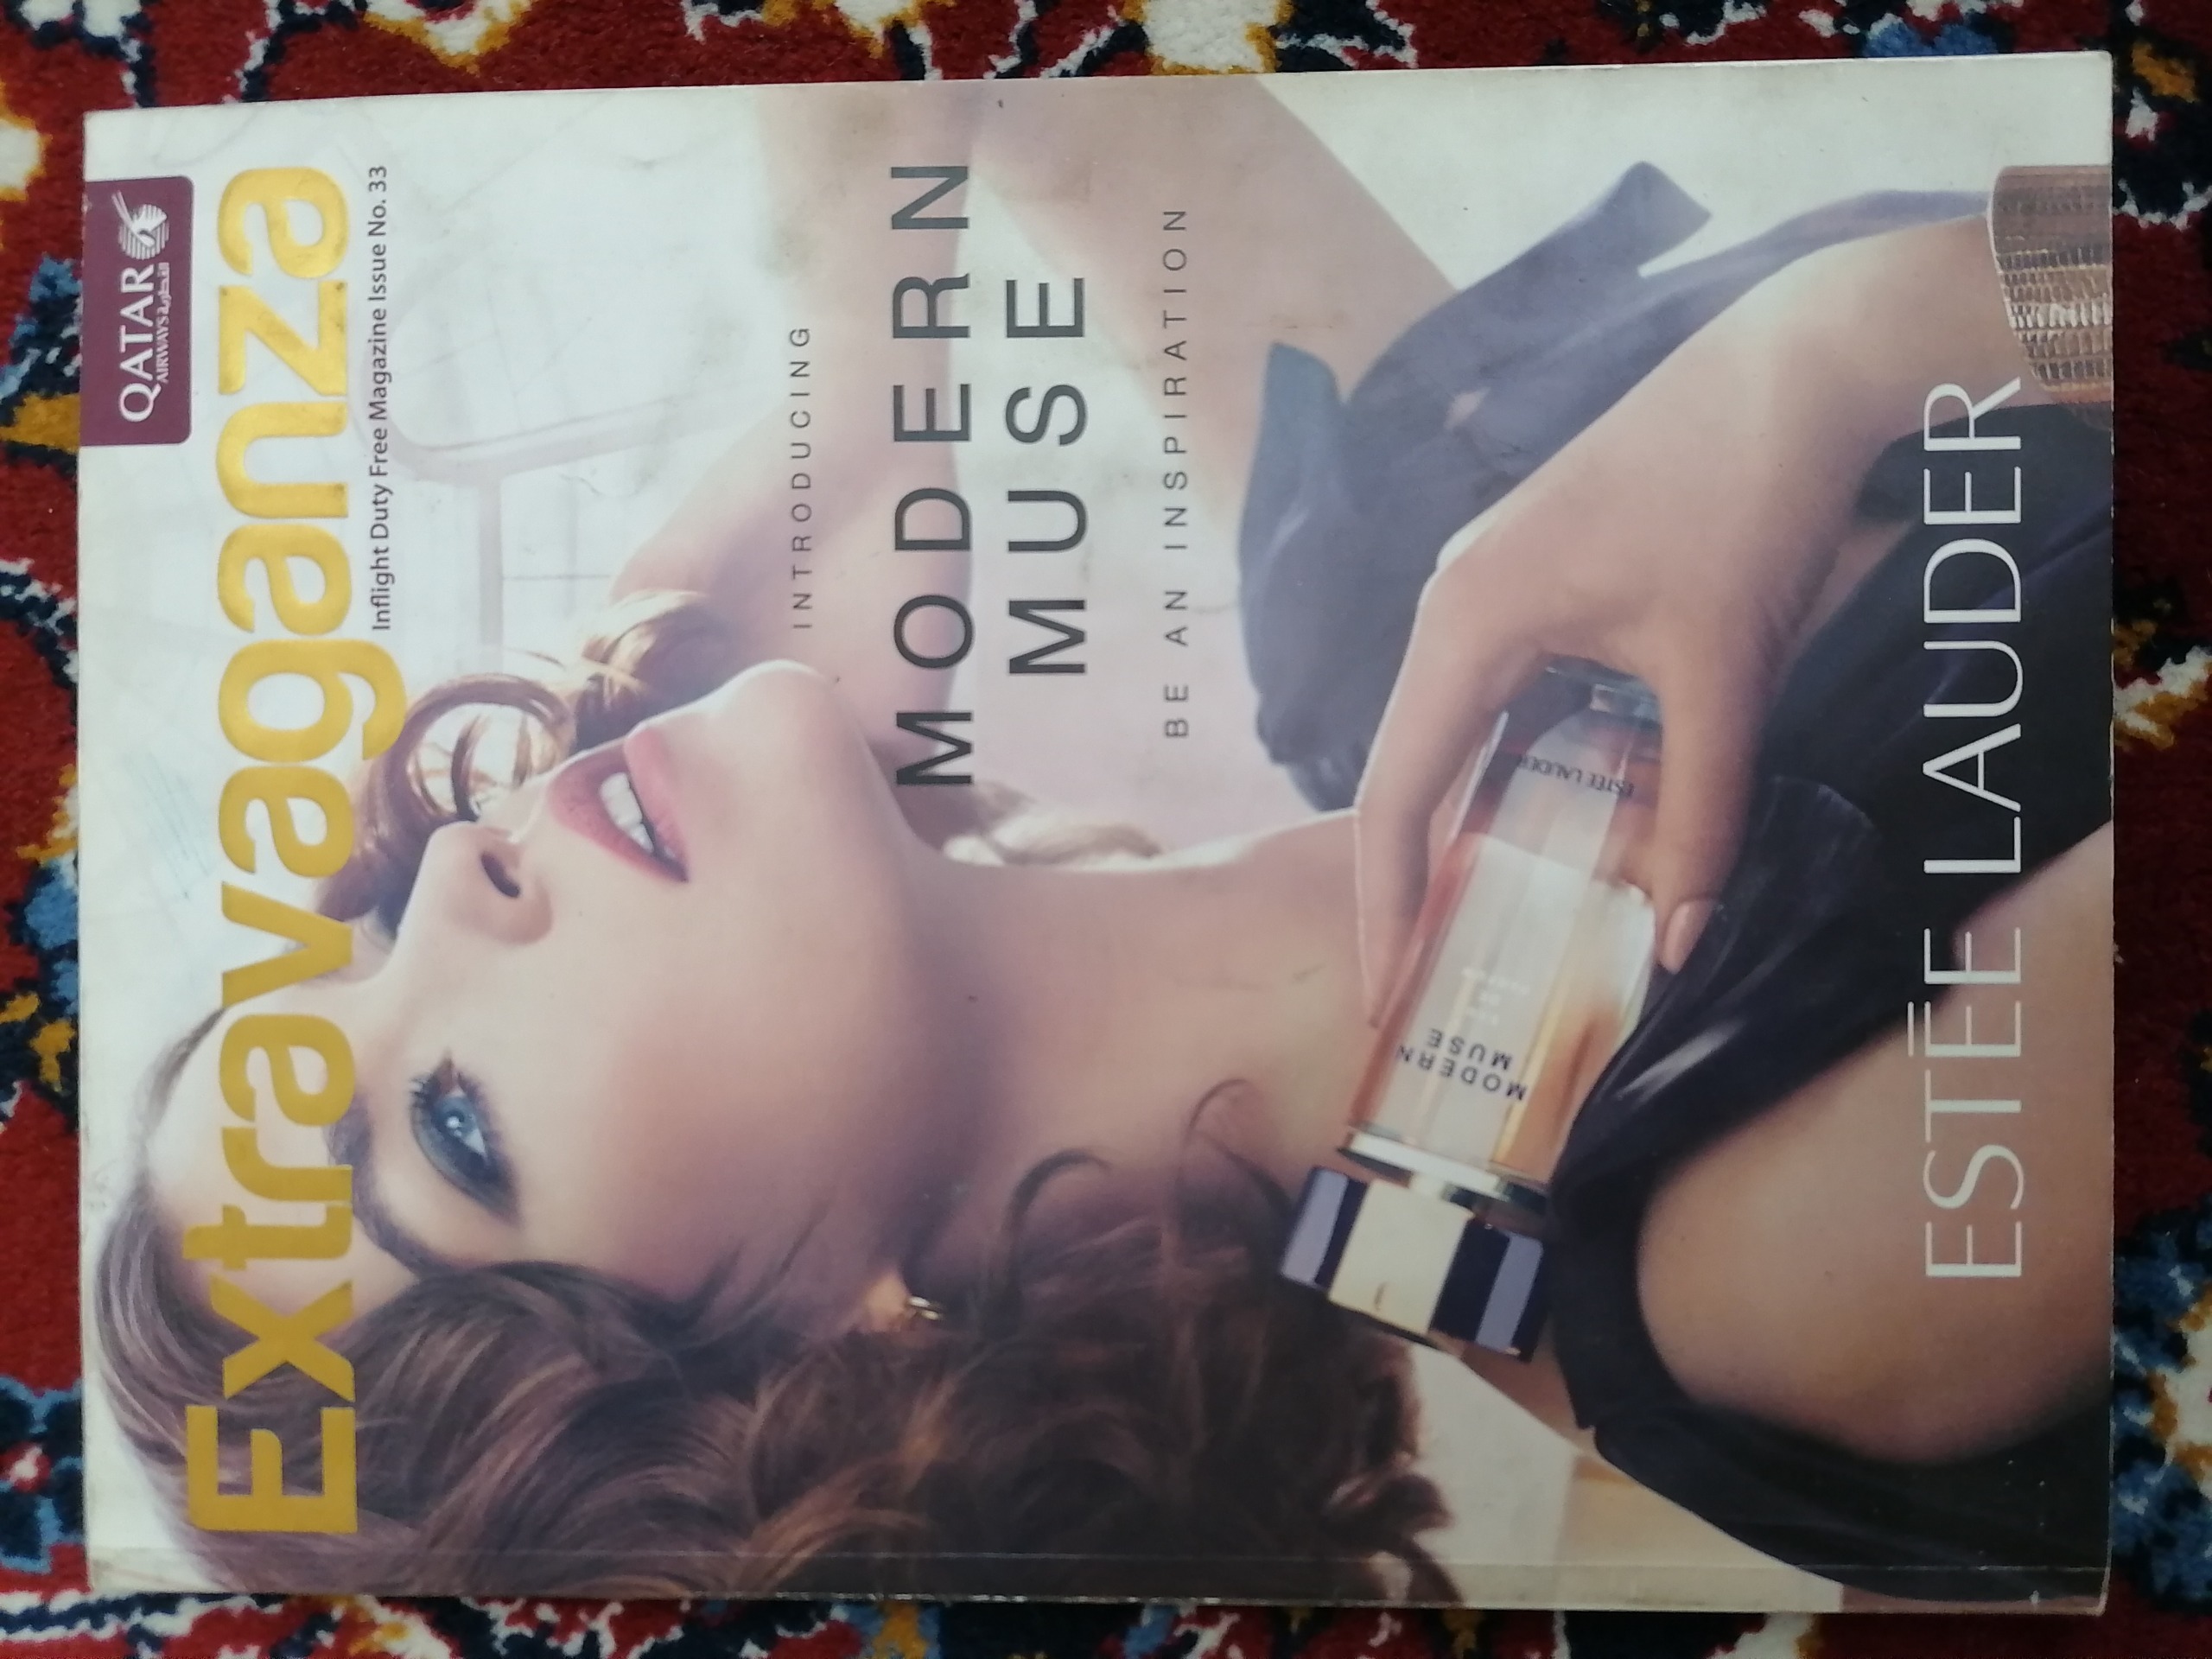 QATAR
AIRWAYS القطرية
Extravaganza
Inflight Duty Free Magazine Issue No. 33
INTRODUCING
MODERN
MUSE
BE AN INSPIRATION
ESTĒE LAUDER
MODERN
MUSE
ESTĒE LAUDER